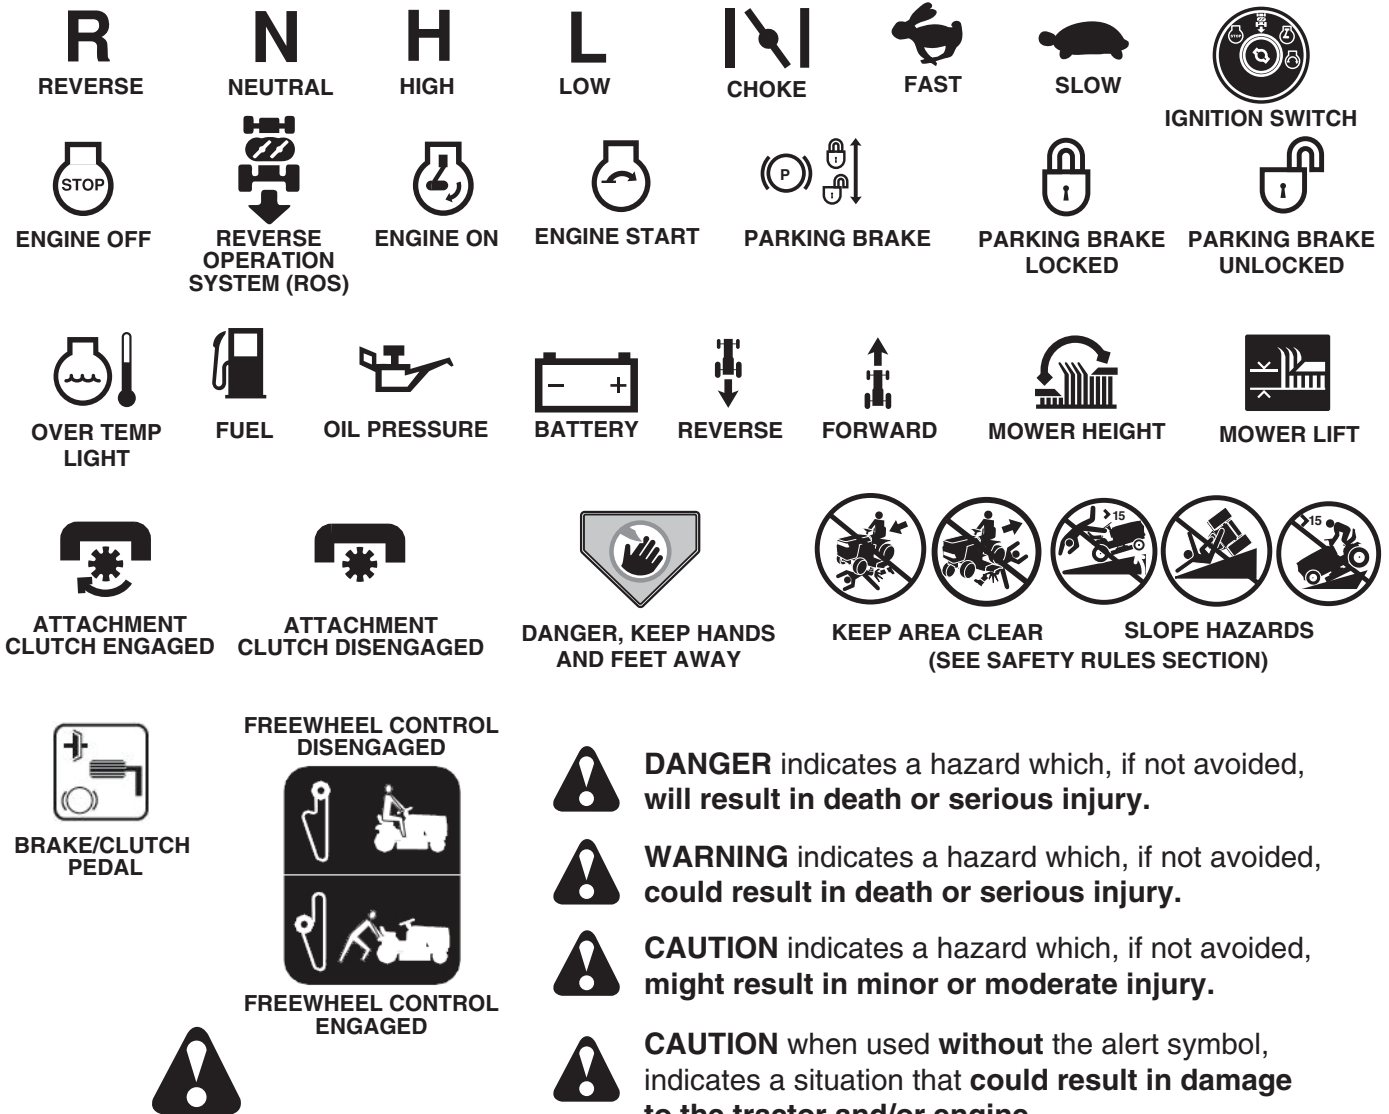 R N H L
REVERSE NEUTRAL HIGH LOW CHOKE FAST SLOW
IGNITION SWITCH
STOP
P
ENGINE OFF
REVERSE
OPERATION
SYSTEM (ROS)
ENGINE ON
ENGINE START
PARKING BRAKE
PARKING BRAKE
LOCKED
PARKING BRAKE
UNLOCKED
OVER TEMP
LIGHT
FUEL
OIL PRESSURE
- +
BATTERY
REVERSE
FORWARD
MOWER HEIGHT
MOWER LIFT
ATTACHMENT
CLUTCH ENGAGED
ATTACHMENT
CLUTCH DISENGAGED
DANGER, KEEP HANDS
AND FEET AWAY
KEEP AREA CLEAR
>15
>15
SLOPE HAZARDS
(SEE SAFETY RULES SECTION)
BRAKE/CLUTCH
PEDAL
FREEWHEEL CONTROL
DISENGAGED
FREEWHEEL CONTROL
ENGAGED
DANGER indicates a hazard which, if not avoided,
will result in death or serious injury.
WARNING indicates a hazard which, if not avoided,
could result in death or serious injury.
CAUTION indicates a hazard which, if not avoided,
might result in minor or moderate injury.
CAUTION when used without the alert symbol,
indicates a situation that could result in damage
to the tractor and/or engine